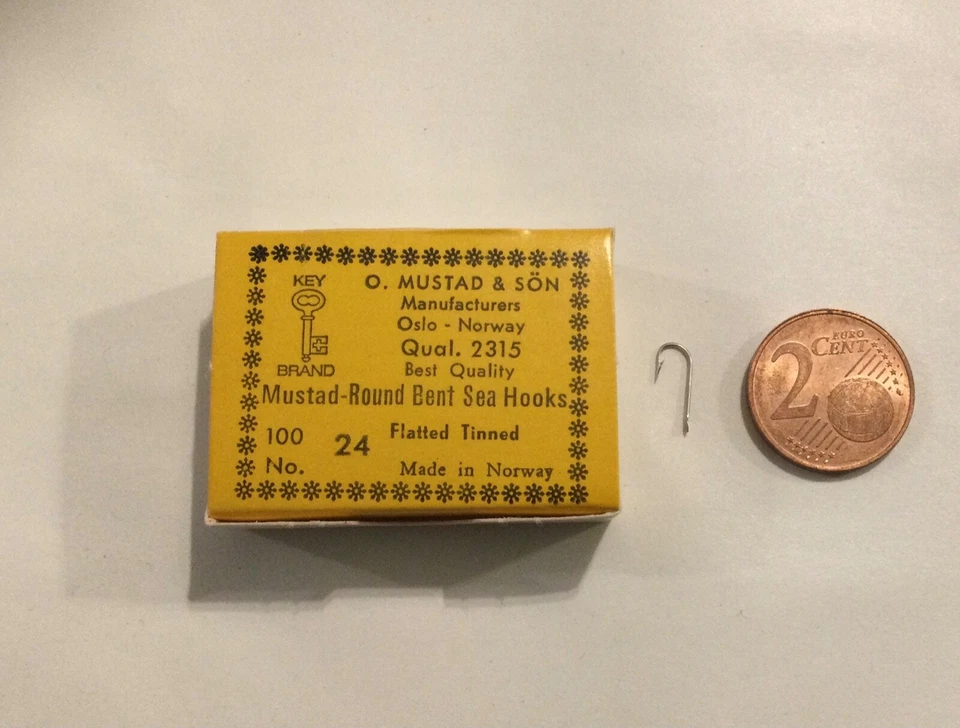 KEY
BRAND
O. MUSTAD & SÖN
Manufacturers
Oslo - Norway
Qual. 2315
Best Quality
Mustad-Round Bent Sea Hooks
100
No. 24
Flatted Tinned
Made in Norway
2
EURO
CENT